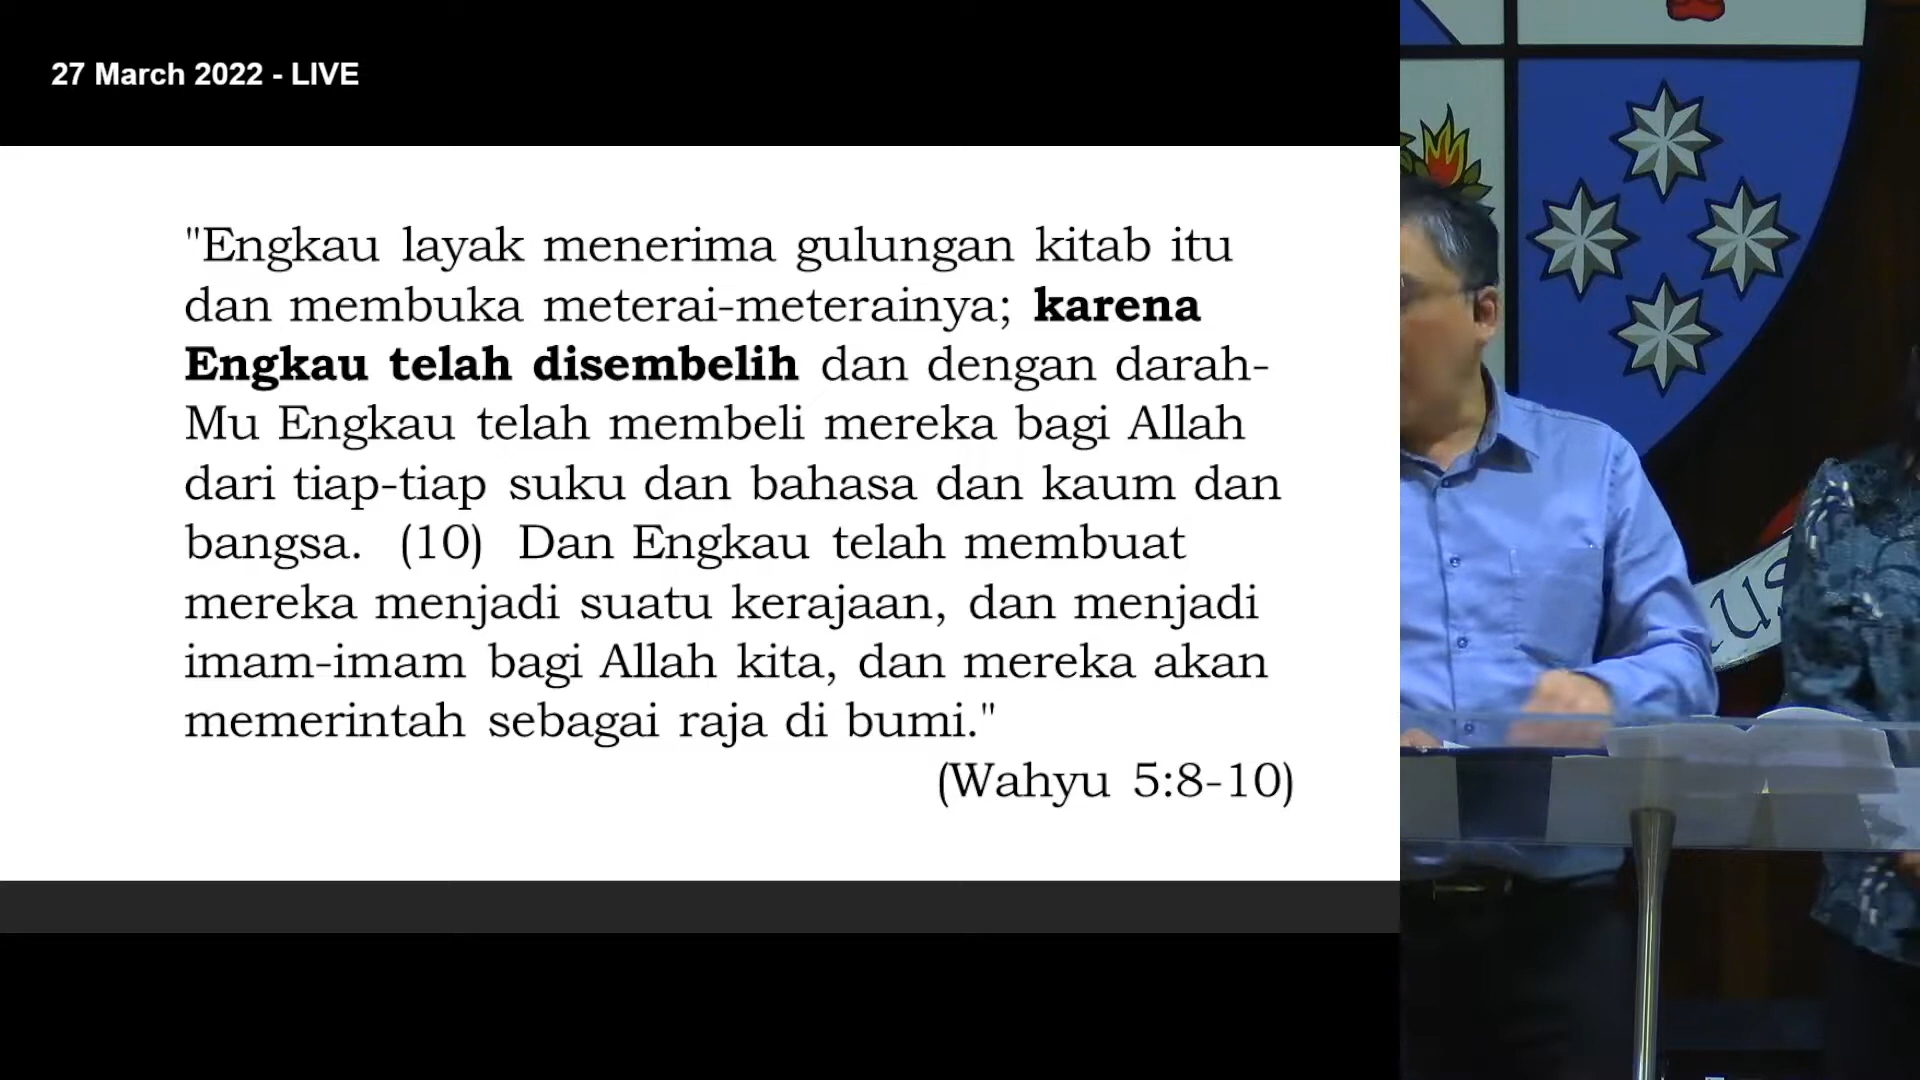 27 March 2022 - LIVE
"Engkau layak menerima gulungan kitab itu
dan membuka meterai-meterainya; karena
Engkau telah disembelih dan dengan darah-
Mu Engkau telah membeli mereka bagi Allah
dari tiap-tiap suku dan bahasa dan kaum dan
bangsa. (10) Dan Engkau telah membuat
mereka menjadi suatu kerajaan, dan menjadi
imam-imam bagi Allah kita, dan mereka akan
memerintah sebagai raja di bumi."
(Wahyu 5:8-10)